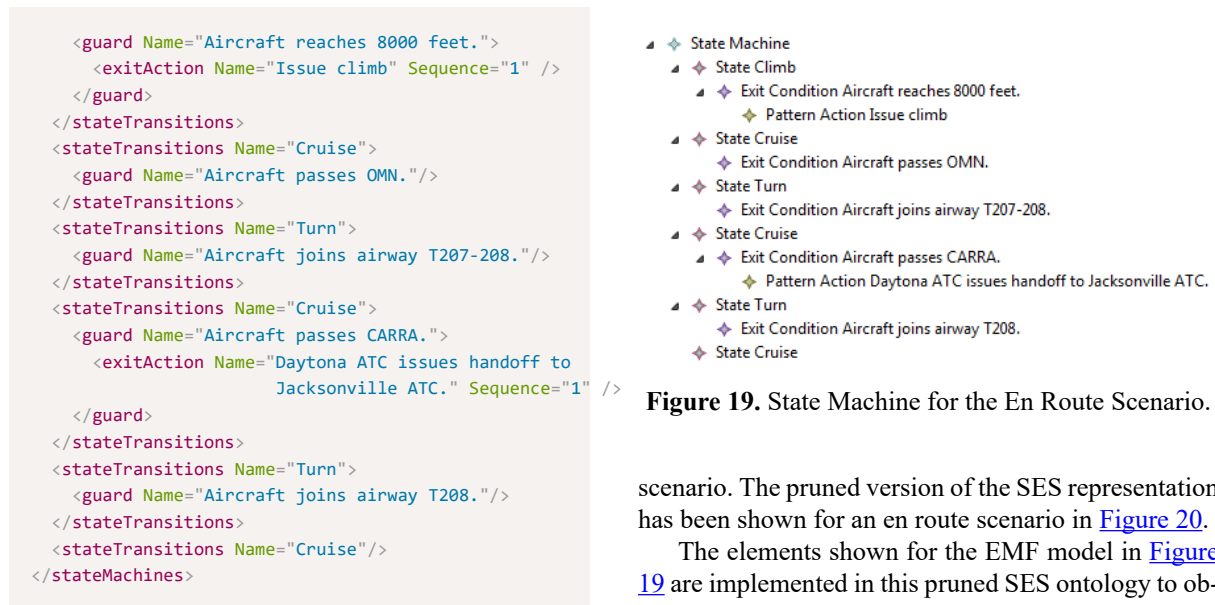 <guard Name="Aircraft reaches 8000 feet.">
<exitAction Name="Issue climb" Sequence="1" />
</guard>
</stateTransitions>
<stateTransitions Name="Cruise">
<guard Name="Aircraft passes OMN."/>
</stateTransitions>
<stateTransitions Name="Turn">
<guard Name="Aircraft joins airway T207-208."/>
</stateTransitions>
<stateTransitions Name="Cruise">
<guard Name="Aircraft passes CARRA.">
<exitAction Name="Daytona ATC issues handoff to
Jacksonville ATC." Sequence="1" />
</guard>
</stateTransitions>
<stateTransitions Name="Turn">
<guard Name="Aircraft joins airway T208."/>
</stateTransitions>
<stateTransitions Name="Cruise"/>
</stateMachines>
State Machine
State Climb
Exit Condition Aircraft reaches 8000 feet.
Pattern Action Issue climb
State Cruise
Exit Condition Aircraft passes OMN.
State Turn
Exit Condition Aircraft joins airway T207-208.
State Cruise
Exit Condition Aircraft passes CARRA.
Pattern Action Daytona ATC issues handoff to Jacksonville ATC.
State Turn
Exit Condition Aircraft joins airway T208.
State Cruise
Figure 19. State Machine for the En Route Scenario.
scenario. The pruned version of the SES representation
has been shown for an en route scenario in Figure 20.
The elements shown for the EMF model in Figure
19 are implemented in this pruned SES ontology to ob-